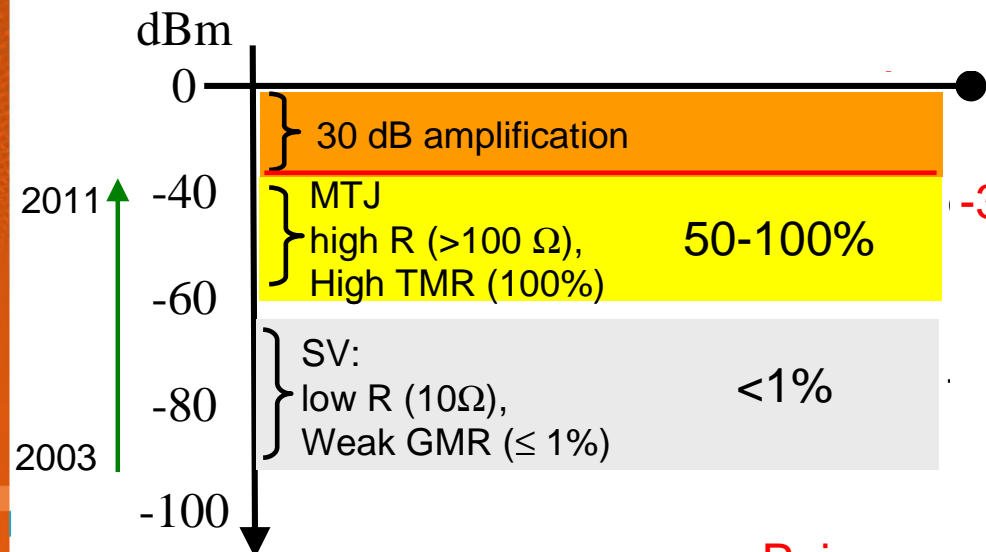 dBm
0
30 dB amplification
2011
-40
MTJ
high R (>100 Ω),
50-100%
High TMR (100%)
-60
SV:
low R (10Ω),
<1%
-80
Weak GMR (≤ 1%)
2003
-100